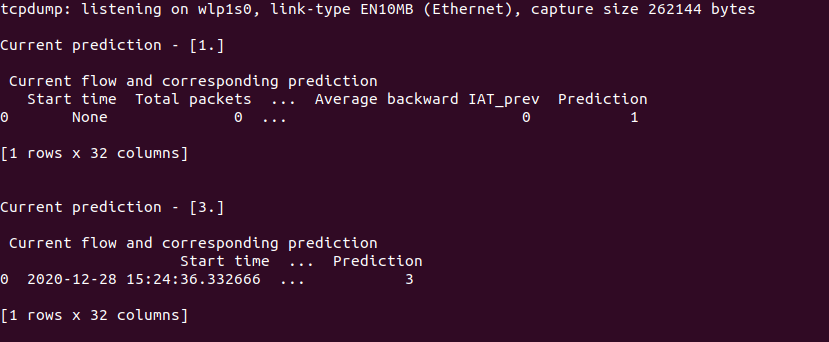 tcpdump: listening on wlp1s0, link-type EN10MB (Ethernet), capture size 262144 bytes
Current prediction - [1.]
Current flow and corresponding prediction
Start time  Total packets  ...  Average backward IAT_prev  Prediction
0       None              0  ...                          0           1
[1 rows x 32 columns]
Current prediction - [3.]
Current flow and corresponding prediction
Start time  ...  Prediction
0  2020-12-28 15:24:36.332666  ...          3
[1 rows x 32 columns]